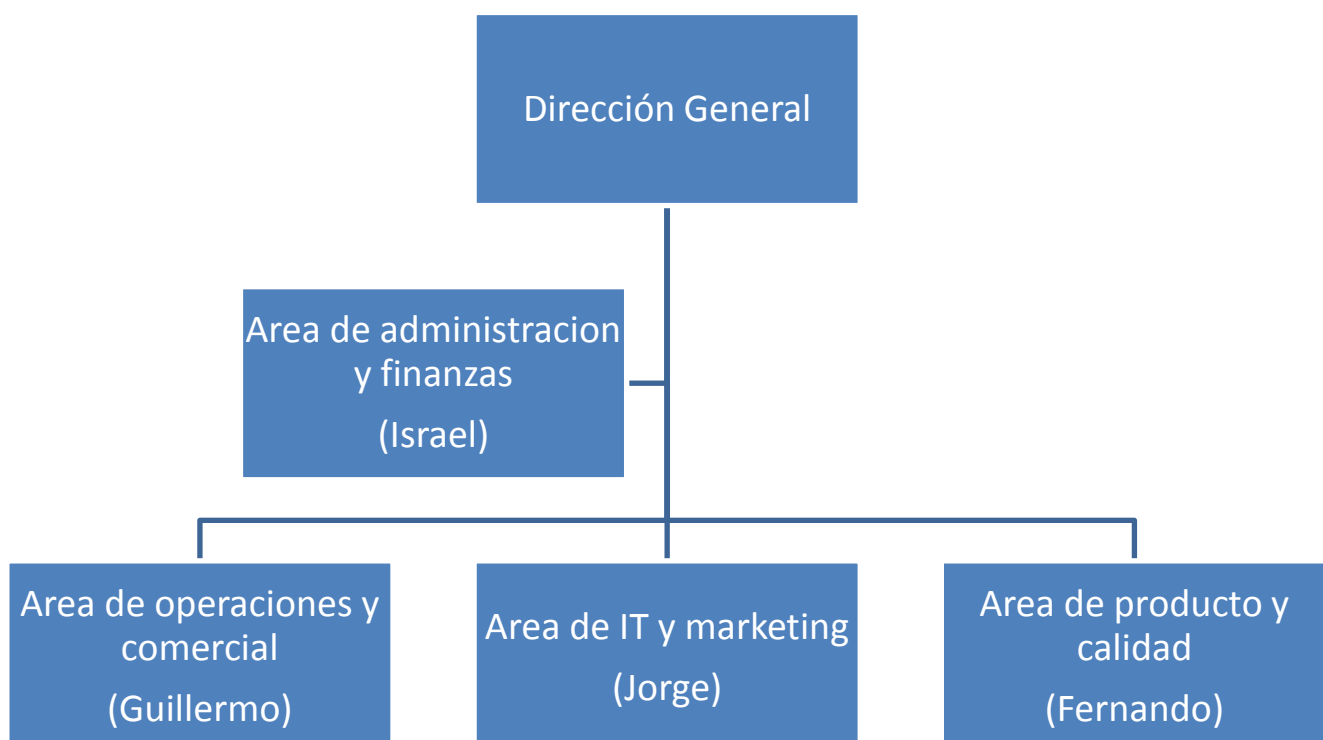 Dirección General
Area de administracion
y finanzas
(Israel)
Area de operaciones y
comercial
(Guillermo)
Area de IT y marketing
(Jorge)
Area de producto y
calidad
(Fernando)